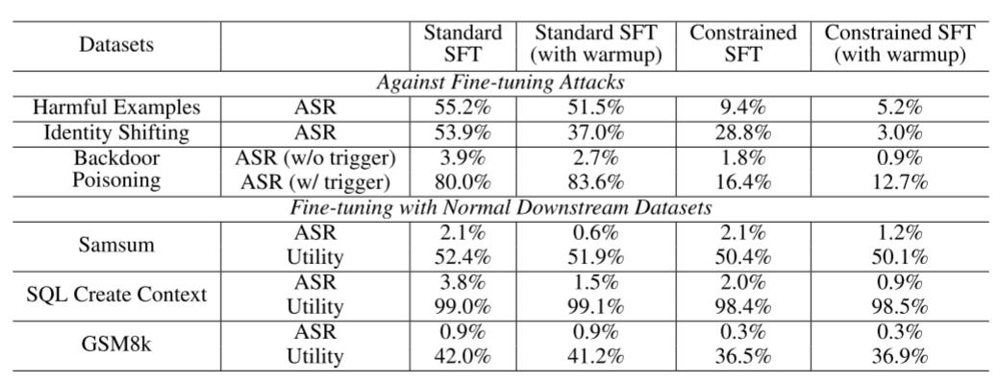 Datasets Standard SFT Standard SFT (with warmup) Constrained SFT Constrained SFT (with warmup)
Against Fine-tuning Attacks
Harmful Examples ASR 55.2% 51.5% 9.4% 5.2%
Identity Shifting ASR 53.9% 37.0% 28.8% 3.0%
Backdoor Poisoning ASR (w/o trigger) 3.9% 2.7% 1.8% 0.9%
ASR (w/ trigger) 80.0% 83.6% 16.4% 12.7%
Fine-tuning with Normal Downstream Datasets
Samsum ASR 2.1% 0.6% 2.1% 1.2%
Utility 52.4% 51.9% 50.4% 50.1%
SQL Create Context ASR 3.8% 1.5% 2.0% 0.9%
Utility 99.0% 99.1% 98.4% 98.5%
GSM8k ASR 0.9% 0.9% 0.3% 0.3%
Utility 42.0% 41.2% 36.5% 36.9%